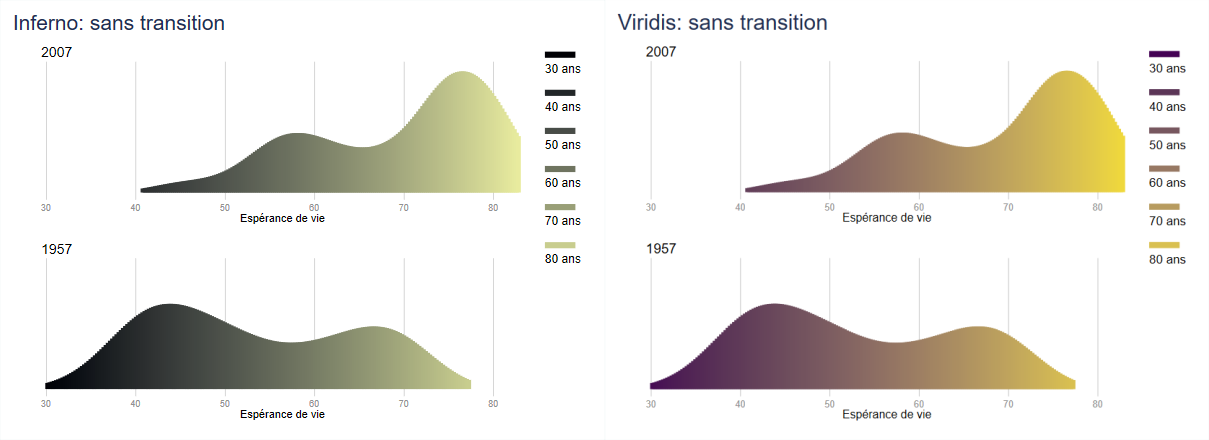 Inferno: sans transition
2007
30 40 50 60 70 80
Espérance de vie
1957
30 40 50 60 70 80
Espérance de vie
30 ans
40 ans
50 ans
60 ans
70 ans
80 ans
Viridis: sans transition
2007
30 40 50 60 70 80
Espérance de vie
1957
30 40 50 60 70 80
Espérance de vie
30 ans
40 ans
50 ans
60 ans
70 ans
80 ans